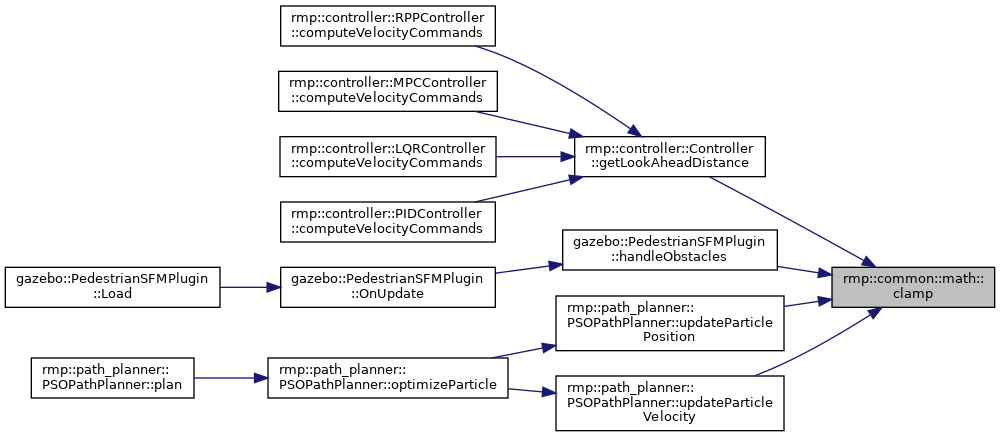 rmp::controller::RPPController
::computeVelocityCommands
rmp::controller::MPCController
::computeVelocityCommands
rmp::controller::LQRController
::computeVelocityCommands
rmp::controller::Controller
::getLookAheadDistance
rmp::controller::PIDController
::computeVelocityCommands
gazebo::PedestrianSFMPlugin
::handleObstacles
gazebo::PedestrianSFMPlugin
::Load
gazebo::PedestrianSFMPlugin
::OnUpdate
rmp::common::math::
clamp
rmp::path_planner::
PSOPathPlanner::updateParticle
Position
rmp::path_planner::
PSOPathPlanner::plan
rmp::path_planner::
PSOPathPlanner::optimizeParticle
rmp::path_planner::
PSOPathPlanner::updateParticle
Velocity